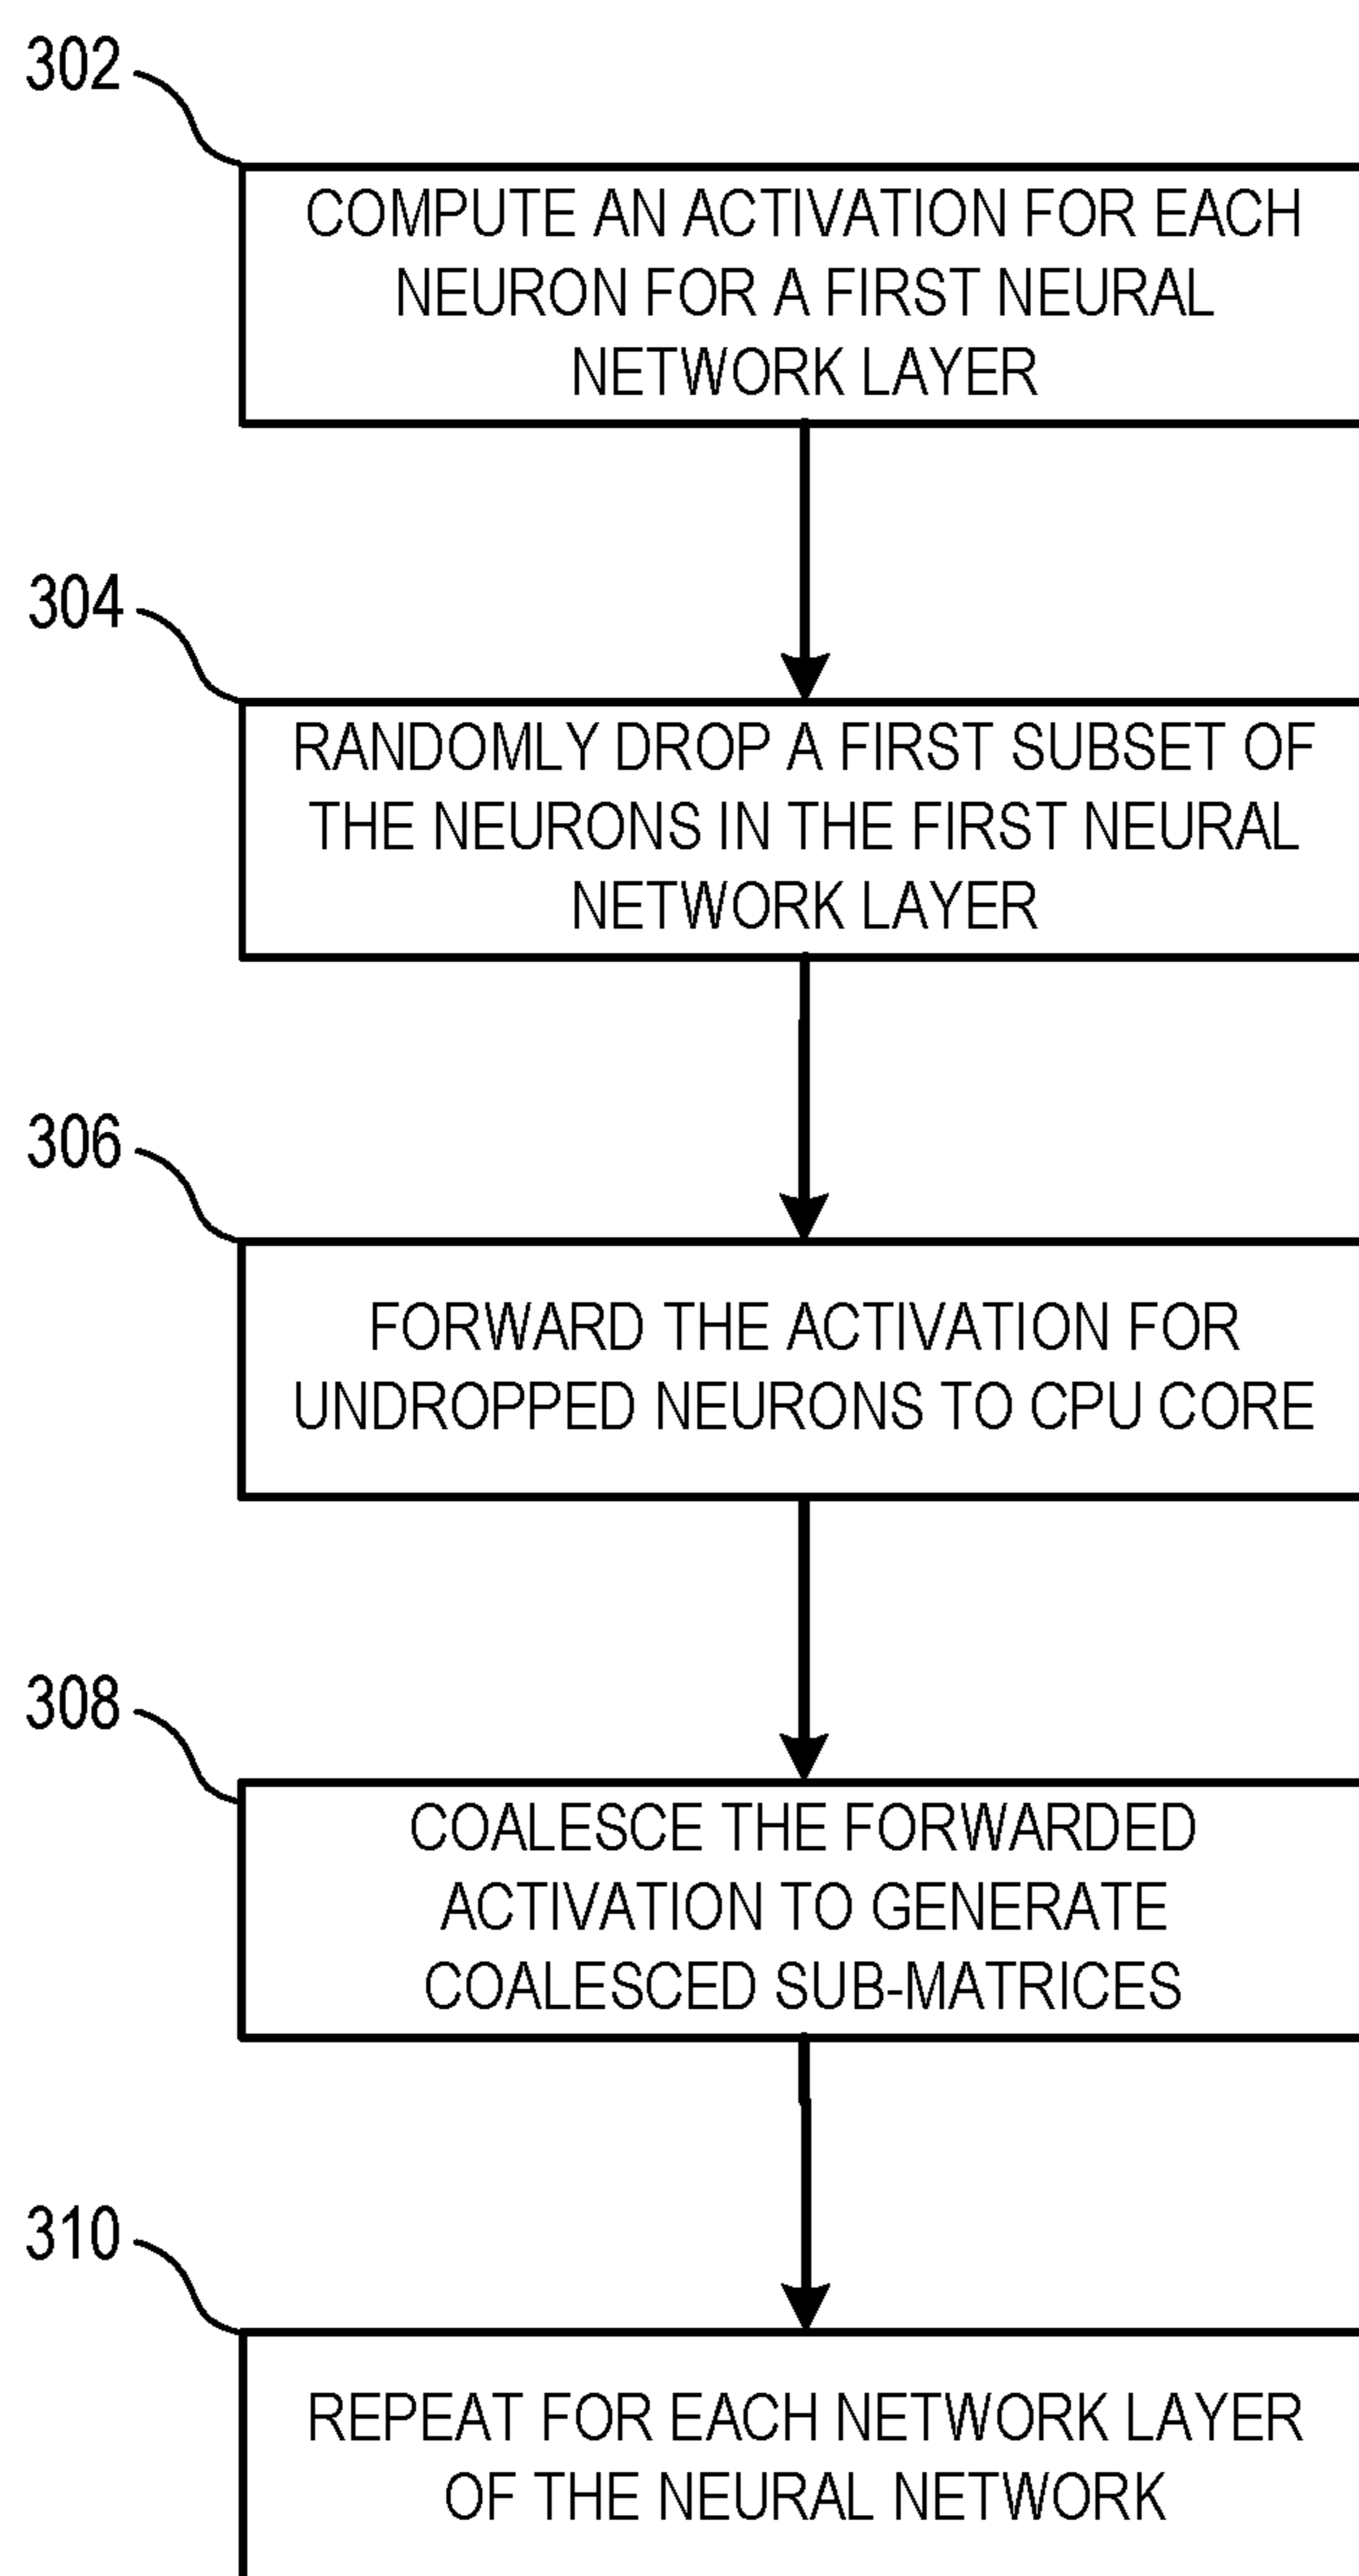 302
COMPUTE AN ACTIVATION FOR EACH
NEURON FOR A FIRST NEURAL
NETWORK LAYER
304
RANDOMLY DROP A FIRST SUBSET OF
THE NEURONS IN THE FIRST NEURAL
NETWORK LAYER
306
FORWARD THE ACTIVATION FOR
UNDROPPED NEURONS TO CPU CORE
308
COALESCE THE FORWARDED
ACTIVATION TO GENERATE
COALESCED SUB-MATRICES
310
REPEAT FOR EACH NETWORK LAYER
OF THE NEURAL NETWORK